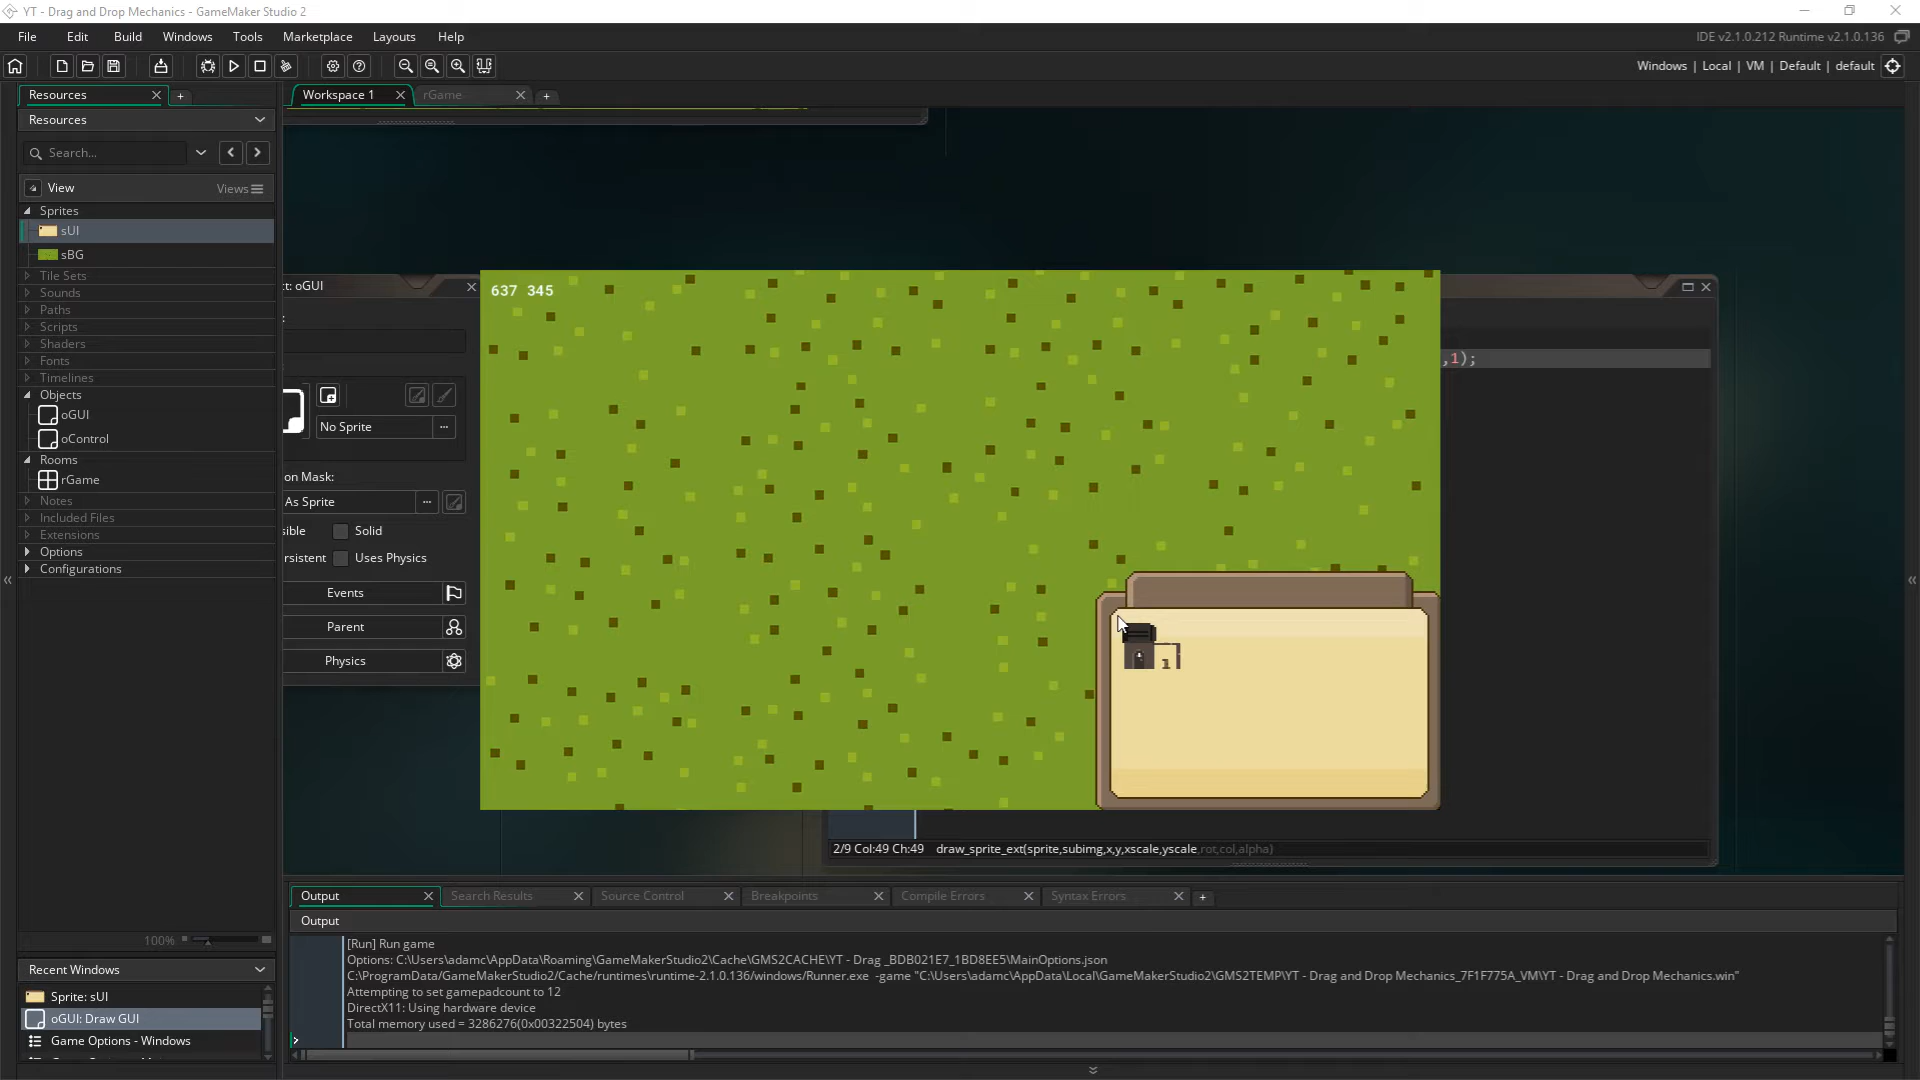 YT - Drag and Drop Mechanics - GameMaker Studio 2
File Edit Build Windows Tools Marketplace Layouts Help
IDE v2.1.0.212 Runtime v2.1.0.136
Windows | Local | VM | Default | default
Resources
Workspace 1
rGame
Resources
Search...
View
Views
Sprites
sUI
sBG
Tile Sets
Sounds
Paths
Scripts
Shaders
Fonts
Timelines
Objects
oGUI
oControl
Rooms
rGame
Notes
Included Files
Extensions
Options
Configurations
100%
Recent Windows
Sprite: sUI
oGUI: Draw GUI
Game Options - Windows
ct: oGUI
No Sprite
on Mask:
As Sprite
sible
Solid
rsistent
Uses Physics
Events
Parent
Physics
637 345
1
,1);
2/9 Col:49 Ch:49 draw_sprite_ext(sprite,subimg,x,y,xscale,yscale,rot,col,alpha)
Output
Search Results
Source Control
Breakpoints
Compile Errors
Syntax Errors
Output
[Run] Run game
Options: C:\Users\adamc\AppData\Roaming\GameMakerStudio2\Cache\GMS2CACHE\YT - Drag _BDB021E7_1BD8EE5\MainOptions.json
C:\ProgramData/GameMakerStudio2/Cache/runtimes\runtime-2.1.0.136/windows/Runner.exe -game "C:\Users\adamc\AppData\Local\GameMakerStudio2\GMS2TEMP\YT - Drag and Drop Mechanics_7F1F775A_VM\YT - Drag and Drop Mechanics.win"
Attempting to set gamepadcount to 12
DirectX11: Using hardware device
Total memory used = 3286276(0x00322504) bytes